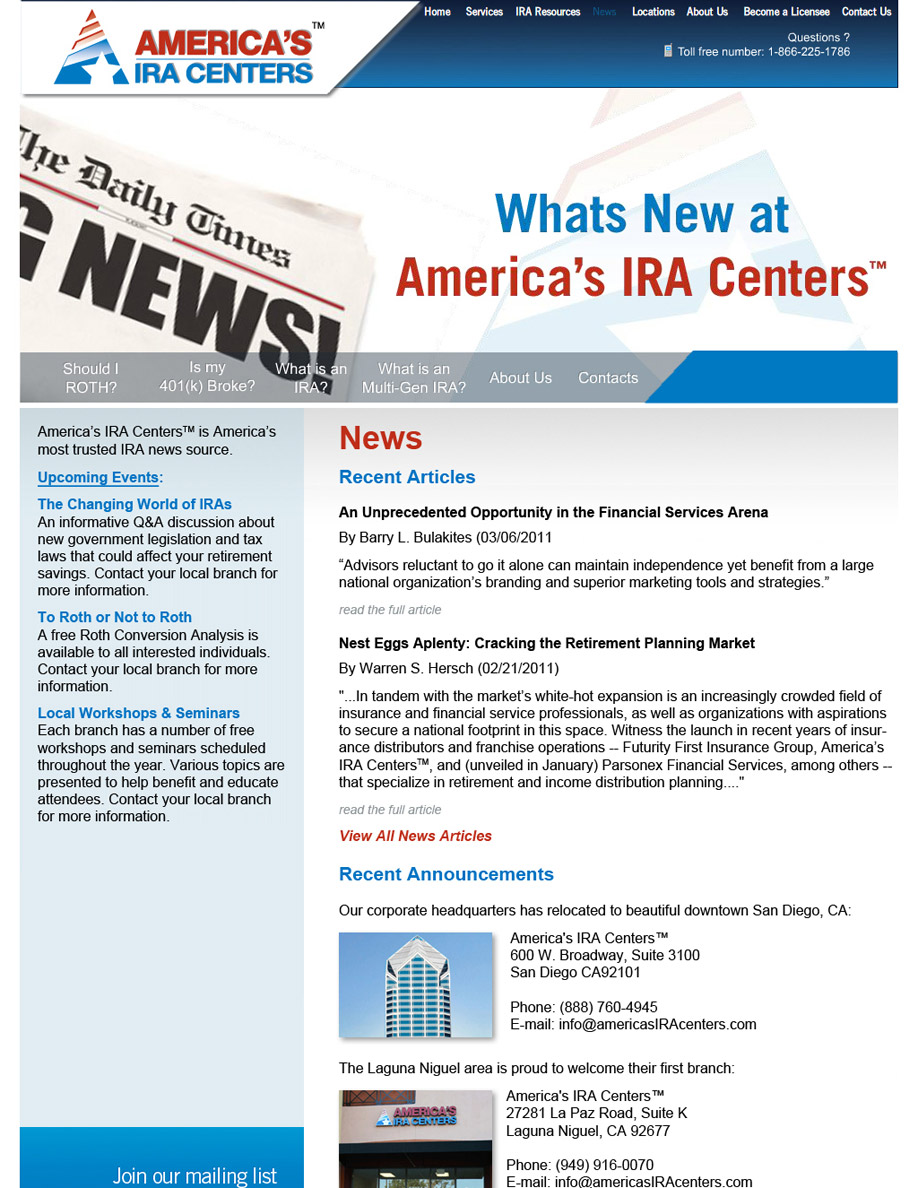 AMERICA'S™
IRA CENTERS
Home Services IRA Resources News Locations About Us Become a Licensee Contact Us
Questions ?
Toll free number: 1-866-225-1786
The Daily Times
G NEWS!
Whats New at
America's IRA Centers™
Should I
ROTH?
Is my
401(k) Broke?
What is an
IRA?
What is an
Multi-Gen IRA?
About Us
Contacts
America's IRA Centers™ is America's
most trusted IRA news source.
Upcoming Events:
The Changing World of IRAs
An informative Q&A discussion about
new government legislation and tax
laws that could affect your retirement
savings. Contact your local branch for
more information.
To Roth or Not to Roth
A free Roth Conversion Analysis is
available to all interested individuals.
Contact your local branch for more
information.
Local Workshops & Seminars
Each branch has a number of free
workshops and seminars scheduled
throughout the year. Various topics are
presented to help benefit and educate
attendees. Contact your local branch
for more information.
Join our mailing list
News
Recent Articles
An Unprecedented Opportunity in the Financial Services Arena
By Barry L. Bulakites (03/06/2011
“Advisors reluctant to go it alone can maintain independence yet benefit from a large
national organization's branding and superior marketing tools and strategies.”
read the full article
Nest Eggs Aplenty: Cracking the Retirement Planning Market
By Warren S. Hersch (02/21/2011)
"...In tandem with the market's white-hot expansion is an increasingly crowded field of
insurance and financial service professionals, as well as organizations with aspirations
to secure a national footprint in this space. Witness the launch in recent years of insur-
ance distributors and franchise operations -- Futurity First Insurance Group, America's
IRA Centers™, and (unveiled in January) Parsonex Financial Services, among others --
that specialize in retirement and income distribution planning...."
read the full article
View All News Articles
Recent Announcements
Our corporate headquarters has relocated to beautiful downtown San Diego, CA:
America's IRA Centers™
600 W. Broadway, Suite 3100
San Diego CA92101
Phone: (888) 760-4945
E-mail: info@americasIRAcenters.com
The Laguna Niguel area is proud to welcome their first branch:
AMERICA'S
IRA CENTERS
America's IRA Centers™
27281 La Paz Road, Suite K
Laguna Niguel, CA 92677
Phone: (949) 916-0070
E-mail: info@americasIRAcenters.com